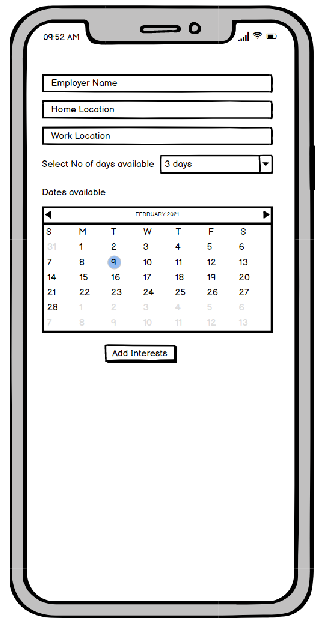 09:52 AM
Employer Name
Home Location
Work Location
Select No of days available 3 days
Dates available
FEBRUARY 2021
S M T W T F S
31 1 2 3 4 5 6
7 8 9 10 11 12 13
14 15 16 17 18 19 20
21 22 23 24 25 26 27
28 1 2 3 4 5 6
7 8 9 10 11 12 13
Add Interests